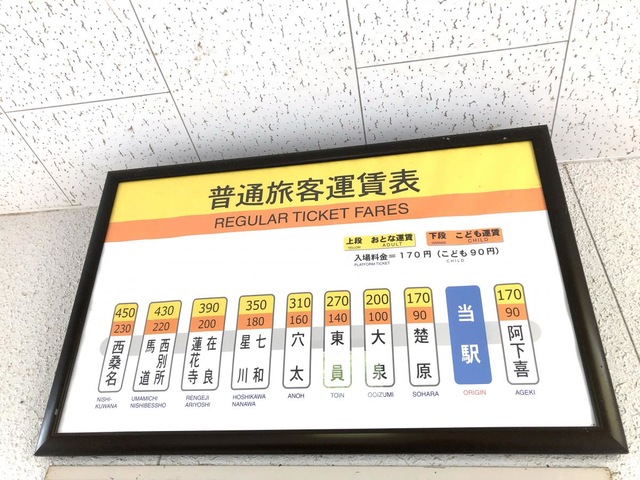 普通旅客運賃表
REGULAR TICKET FARES
上段 おとな運賃
YELLOW ADULT
下段 こども運賃
ORANGE CHILD
入場料金＝170円（こども90円）
PLATFORM TICKET CHILD
450
230
西桑名
NISHI-
KUWANA
430
220
西別所
馬道
UMAMICHI
NISHIBESSHO
390
200
在良
蓮花寺
RENGEJI
ARIYOSHI
350
180
七和
星川
HOSHIKAWA
NANAWA
310
160
穴太
ANOH
270
140
東員
TOIN
200
100
大泉
OOIZUMI
170
90
楚原
SOHARA
当駅
ORIGIN
170
90
阿下喜
AGEKI